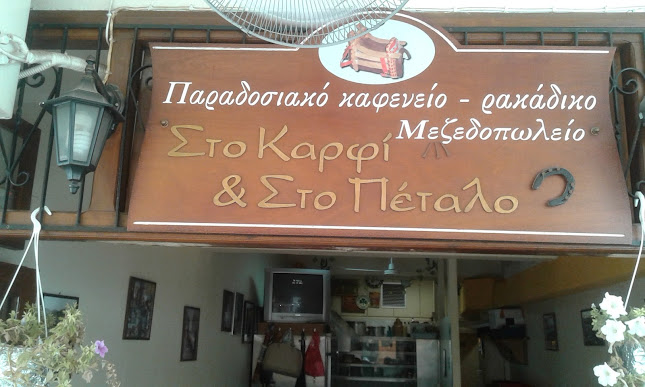 Παραδοσιακό καφενείο - ρακάδικο
Μεζεδοπωλείο
Στο Καρφί
& Στο Πέταλο